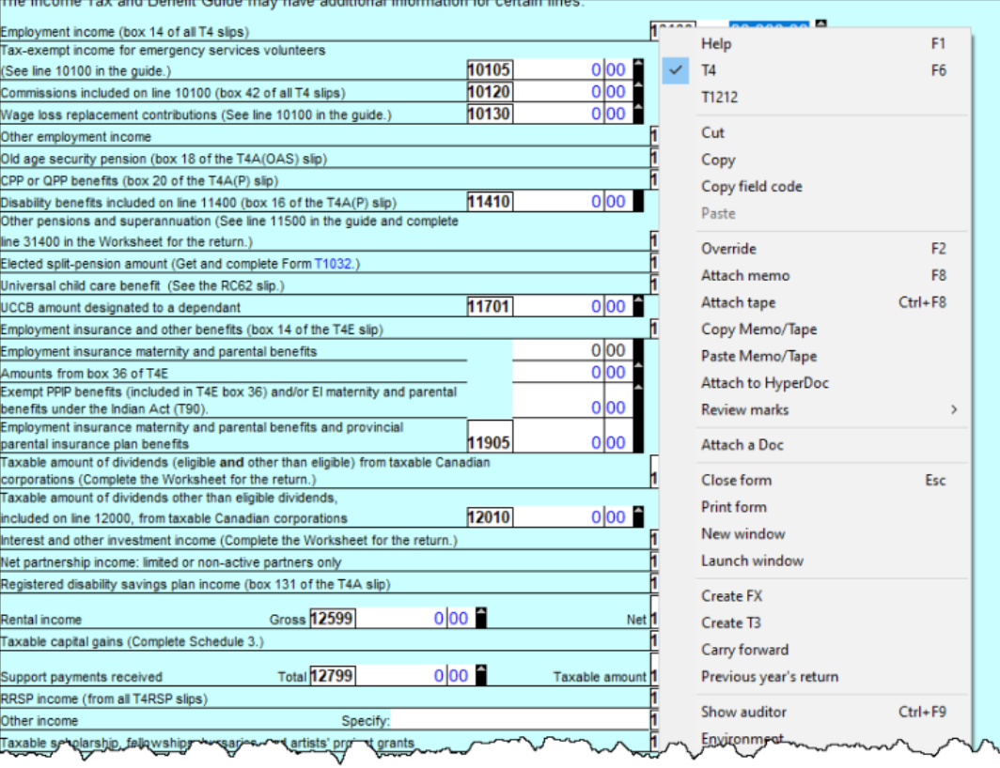 The Income Tax and Benefit Guide may have additional information for certain lines.
Employment income (box 14 of all T4 slips)
Tax-exempt income for emergency services volunteers
(See line 10100 in the guide.) 10105 0 00
Commissions included on line 10100 (box 42 of all T4 slips) 10120 0 00
Wage loss replacement contributions (See line 10100 in the guide.) 10130 0 00
Other employment income 1
Old age security pension (box 18 of the T4A(OAS) slip) 1
CPP or QPP benefits (box 20 of the T4A(P) slip) 1
Disability benefits included on line 11400 (box 16 of the T4A(P) slip) 11410 0 00
Other pensions and superannuation (See line 11500 in the guide and complete
line 31400 in the Worksheet for the return.) 1
Elected split-pension amount (Get and complete Form T1032.) 1
Universal child care benefit (See the RC62 slip.) 1
UCCB amount designated to a dependant 11701 0 00
Employment insurance and other benefits (box 14 of the T4E slip) 1
Employment insurance maternity and parental benefits 0 00
Amounts from box 36 of T4E 0 00
Exempt PPIP benefits (included in T4E box 36) and/or EI maternity and parental
benefits under the Indian Act (T90). 0 00
Employment insurance maternity and parental benefits and provincial
parental insurance plan benefits 11905 0 00
Taxable amount of dividends (eligible and other than eligible) from taxable Canadian
corporations (Complete the Worksheet for the return.) 1
Taxable amount of dividends other than eligible dividends,
included on line 12000, from taxable Canadian corporations 12010 0 00
Interest and other investment income (Complete the Worksheet for the return.) 1
Net partnership income: limited or non-active partners only 1
Registered disability savings plan income (box 131 of the T4A slip) 1
Rental income Gross 12599 0 00 Net 1
Taxable capital gains (Complete Schedule 3.) 1
Support payments received Total 12799 0 00 Taxable amount 1
RRSP income (from all T4RSP slips) 1
Other income Specify: 1
Taxable scholarship, fellowships, artists' project grants 1
Help F1
T4 F6
T1212
Cut
Copy
Copy field code
Paste
Override F2
Attach memo F8
Attach tape Ctrl+F8
Copy Memo/Tape
Paste Memo/Tape
Attach to HyperDoc
Review marks
Attach a Doc
Close form Esc
Print form
New window
Launch window
Create FX
Create T3
Carry forward
Previous year's return
Show auditor Ctrl+F9
Environment